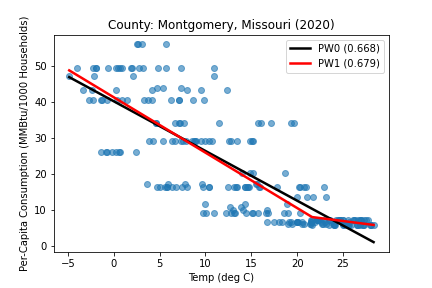 County: Montgomery, Missouri (2020)
PW0 (0.668)
PW1 (0.679)
Per-Capita Consumption (MMBtu/1000 Households)
50
40
30
20
10
0
−5 0 5 10 15 20 25
Temp (deg C)